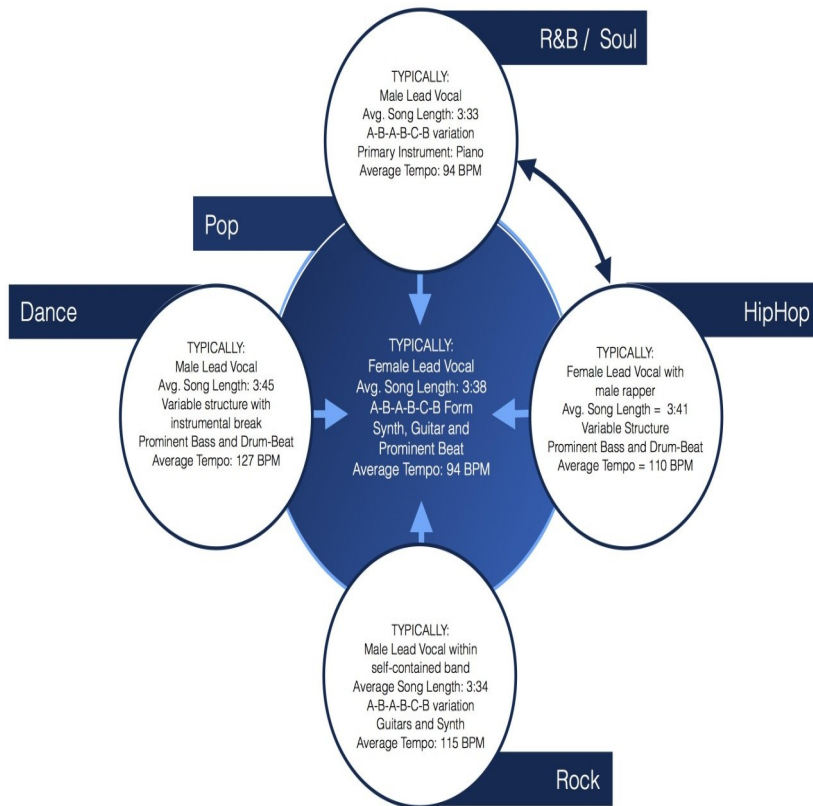 R&B / Soul
TYPICALLY:
Male Lead Vocal
Avg. Song Length: 3:33
A-B-A-B-C-B variation
Primary Instrument: Piano
Average Tempo: 94 BPM
Pop
Dance
HipHop
TYPICALLY:
Male Lead Vocal
Avg. Song Length: 3:45
Variable structure with
instrumental break
Prominent Bass and Drum-Beat
Average Tempo: 127 BPM
TYPICALLY:
Female Lead Vocal
Avg. Song Length: 3:38
A-B-A-B-C-B Form
Synth, Guitar and
Prominent Beat
Average Tempo: 94 BPM
TYPICALLY:
Female Lead Vocal with
male rapper
Avg. Song Length = 3:41
Variable Structure
Prominent Bass and Drum-Beat
Average Tempo = 110 BPM
TYPICALLY:
Male Lead Vocal within
self-contained band
Average Song Length: 3:34
A-B-A-B-C-B variation
Guitars and Synth
Average Tempo: 115 BPM
Rock